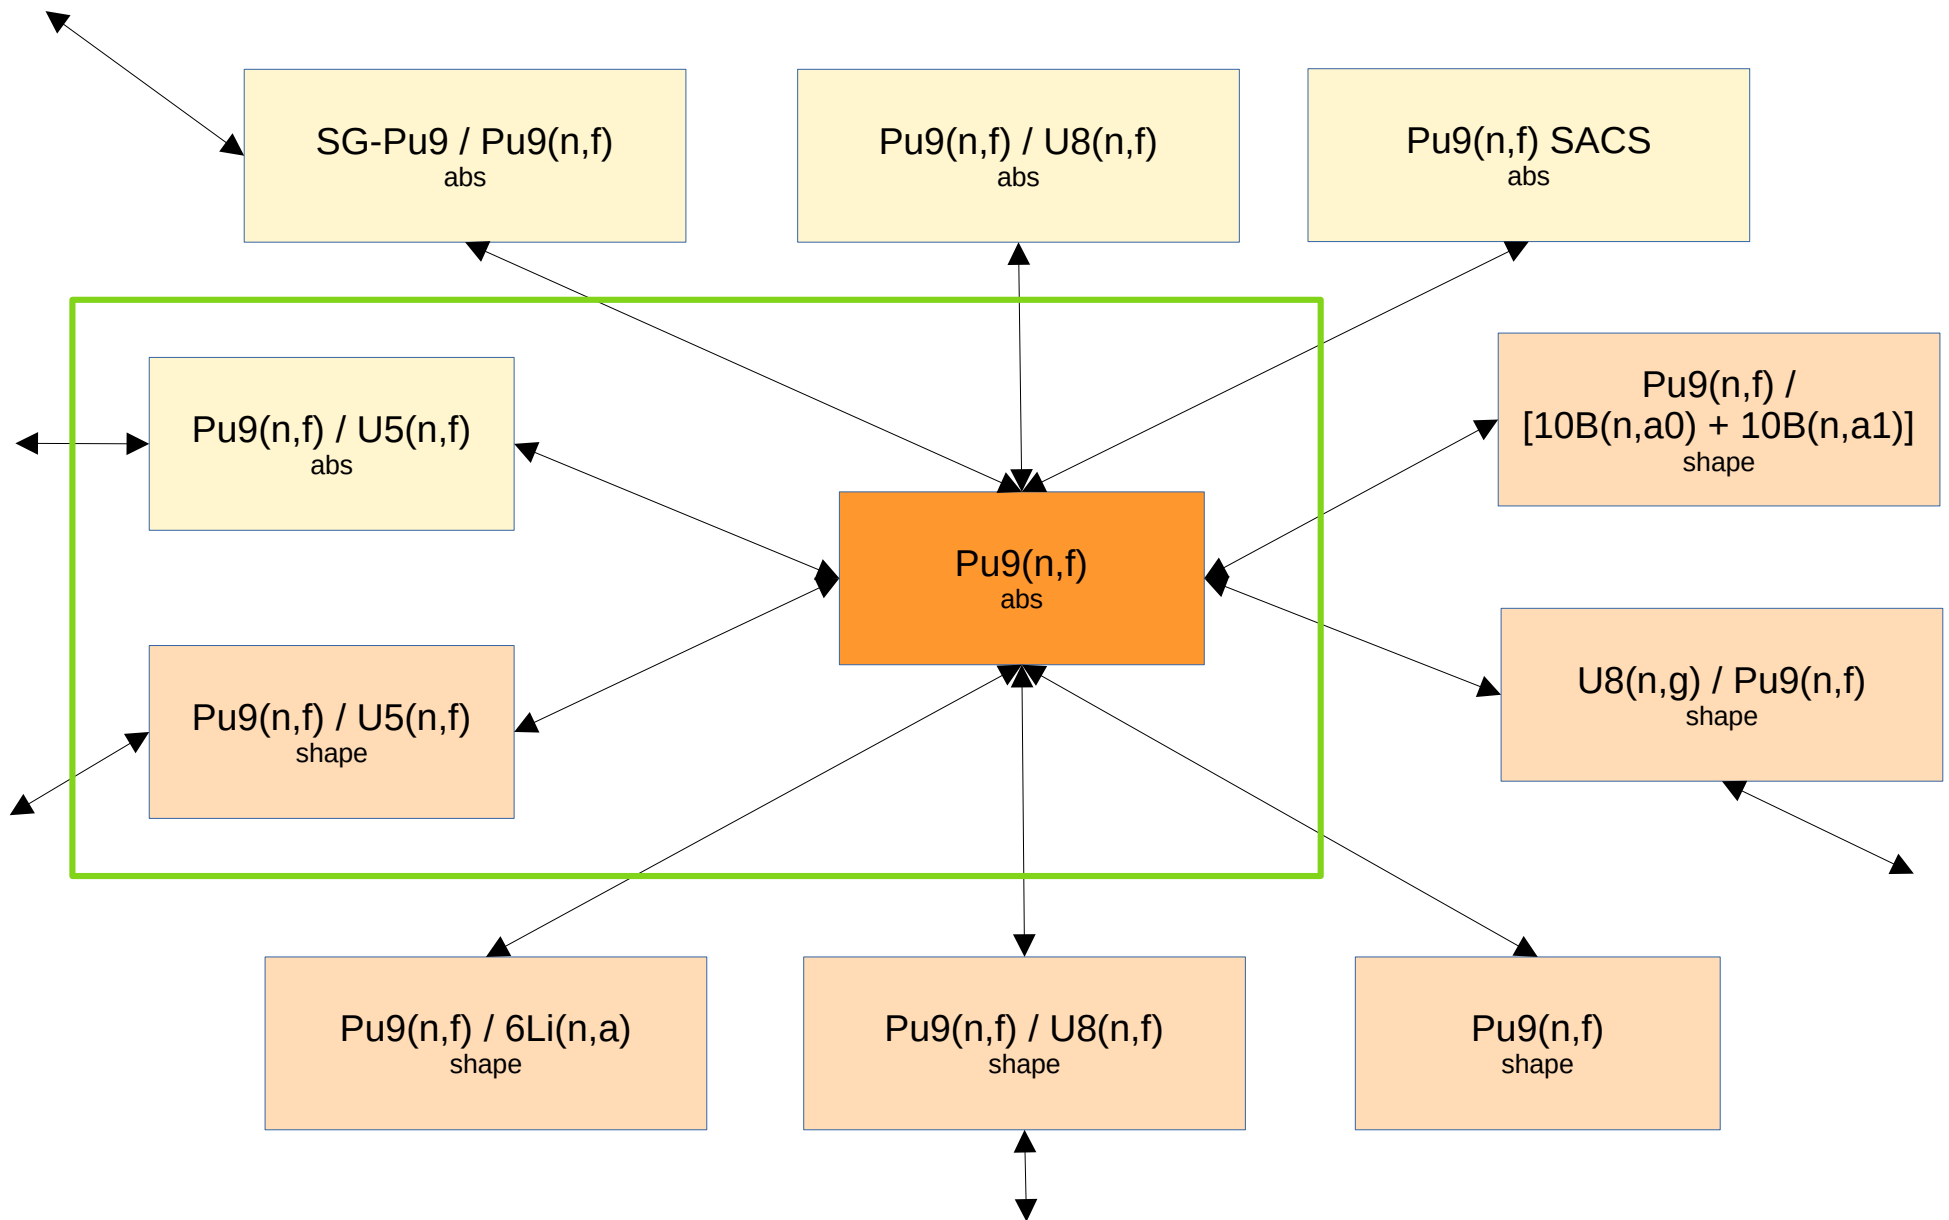 SG-Pu9 / Pu9(n,f)
abs
Pu9(n,f) / U8(n,f)
abs
Pu9(n,f) SACS
abs
Pu9(n,f) / U5(n,f)
abs
Pu9(n,f) /
[10B(n,a0) + 10B(n,a1)]
shape
Pu9(n,f)
abs
Pu9(n,f) / U5(n,f)
shape
U8(n,g) / Pu9(n,f)
shape
Pu9(n,f) / 6Li(n,a)
shape
Pu9(n,f) / U8(n,f)
shape
Pu9(n,f)
shape